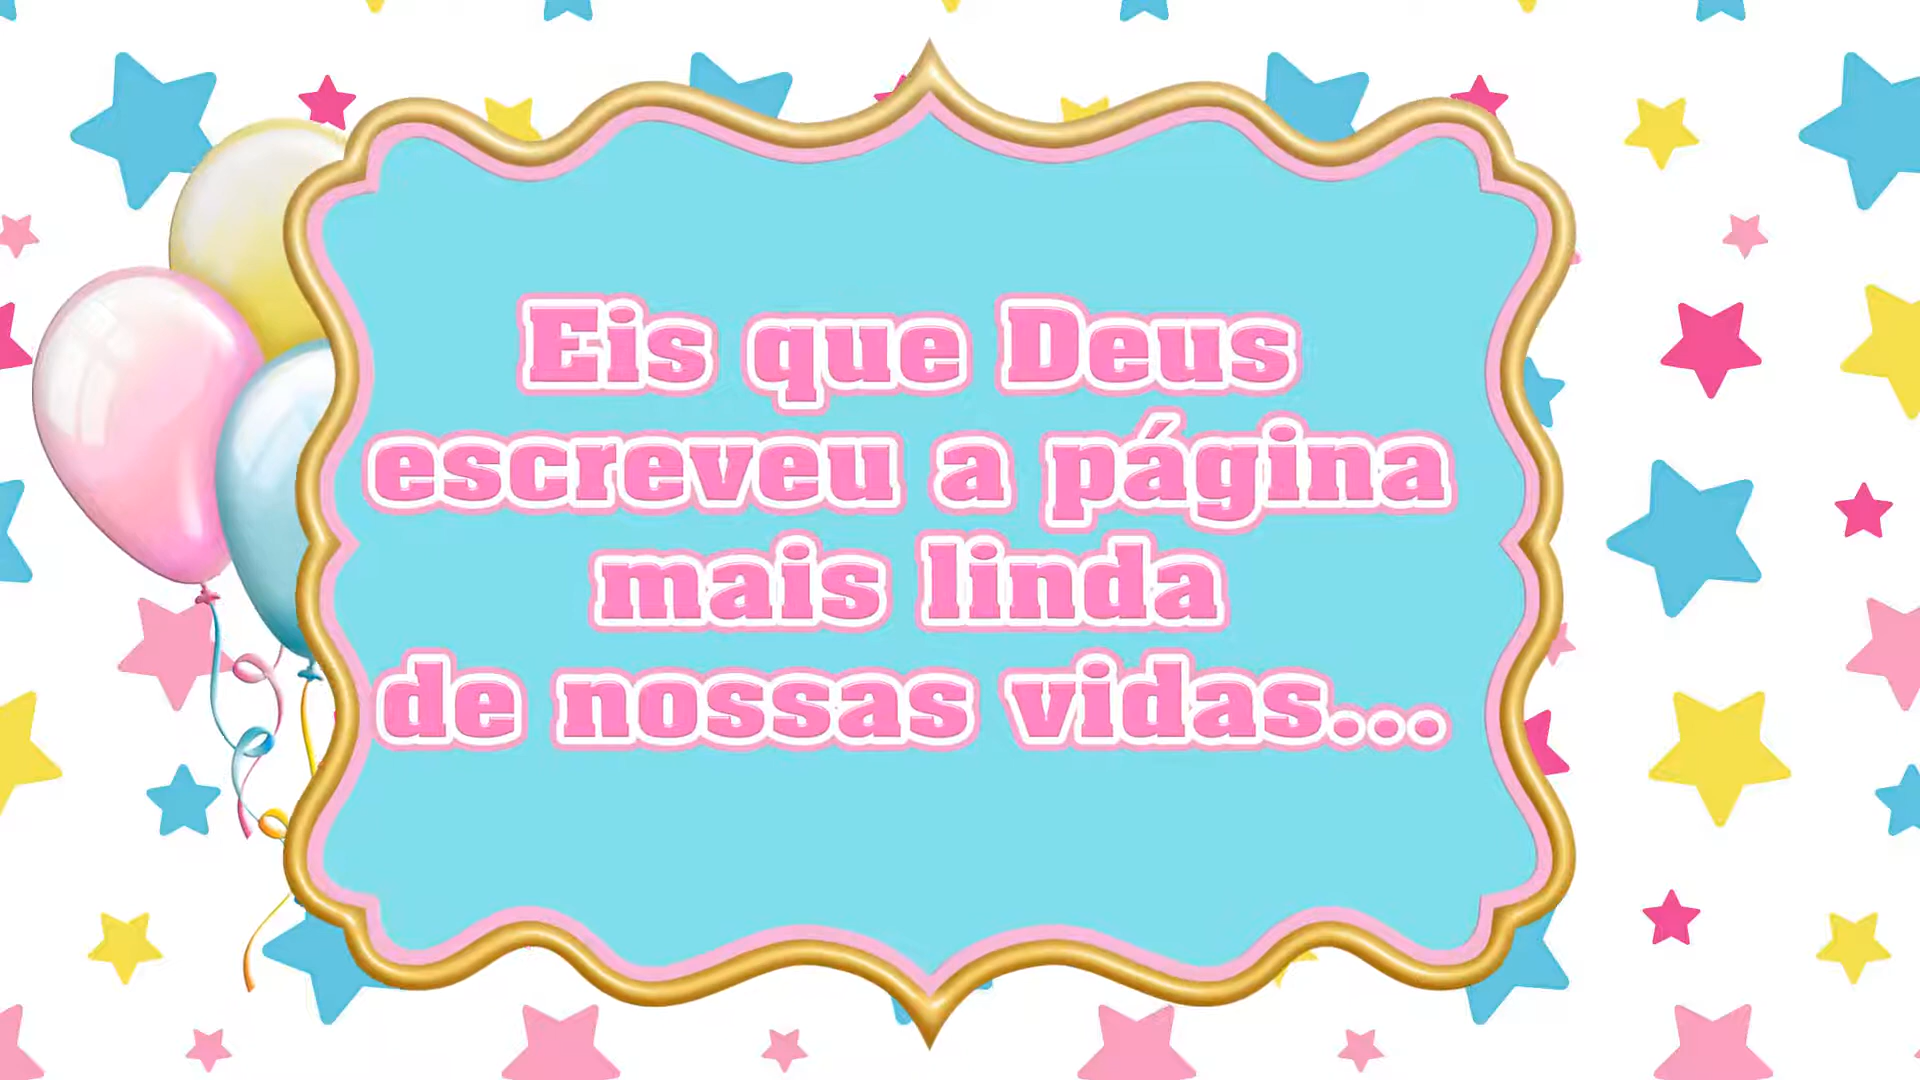 Eis que Deus
escreveu a página
mais linda
de nossas vidas...